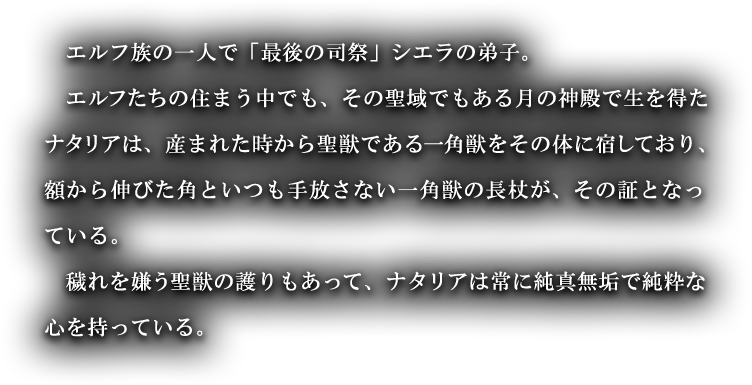 エルフ族の一人で「最後の司祭」シエラの弟子。
　エルフたちの住まう中でも、その聖域でもある月の神殿で生を得た
ナタリアは、産まれた時から聖獣である一角獣をその体に宿しており、
額から伸びた角といつも手放さない一角獣の長杖が、その証となっ
ている。
　穢れを嫌う聖獣の護りもあって、ナタリアは常に純真無垢で純粋な
心を持っている。